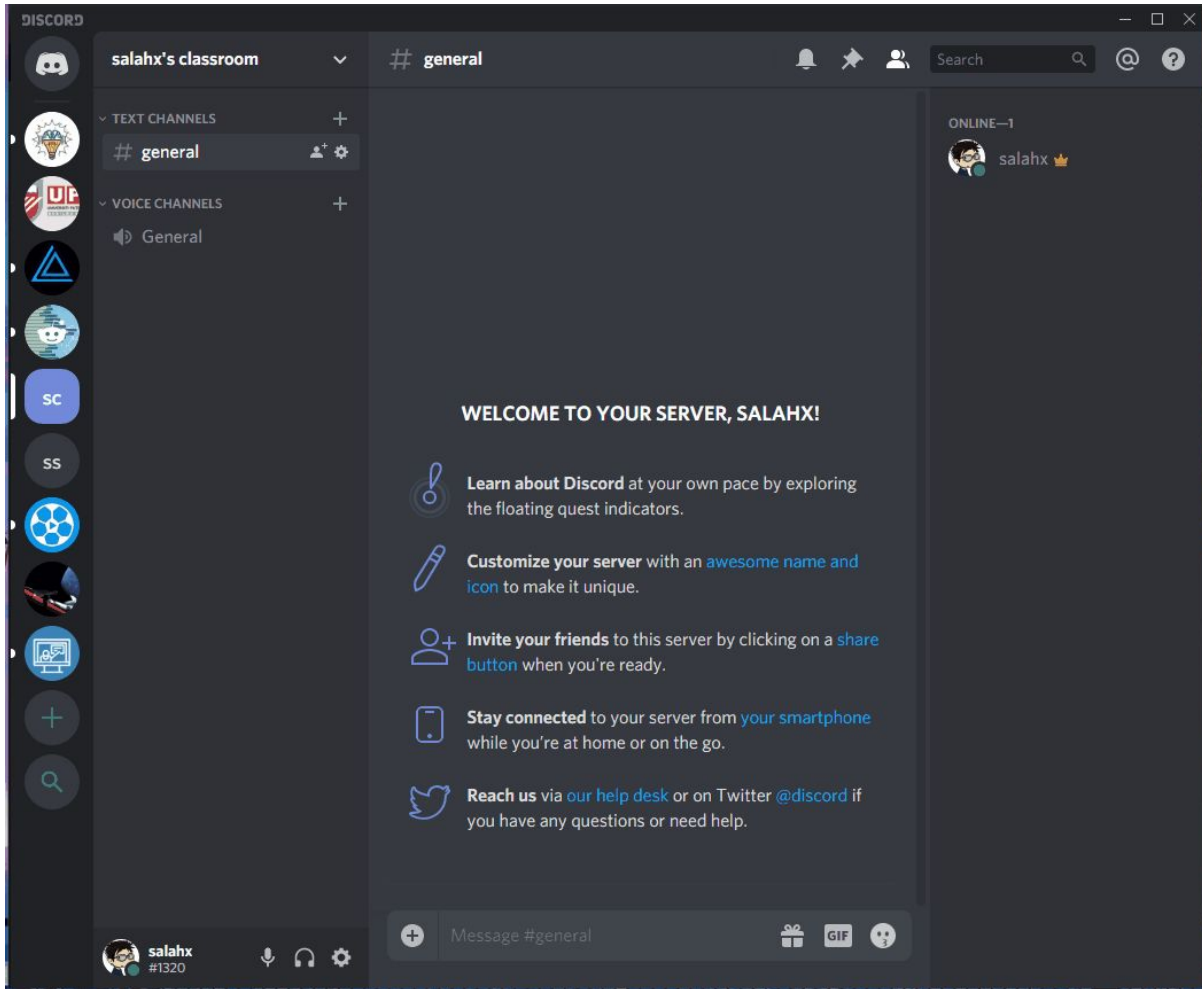 DISCORD
salahx's classroom
# general
Search
TEXT CHANNELS
# general
VOICE CHANNELS
General
UP
SC
SS
WELCOME TO YOUR SERVER, SALAHX!
Learn about Discord at your own pace by exploring
the floating quest indicators.
Customize your server with an awesome name and
icon to make it unique.
Invite your friends to this server by clicking on a share
button when you're ready.
Stay connected to your server from your smartphone
while you're at home or on the go.
Reach us via our help desk or on Twitter @discord if
you have any questions or need help.
Message #general
GIF
ONLINE—1
salahx
salahx
#1320